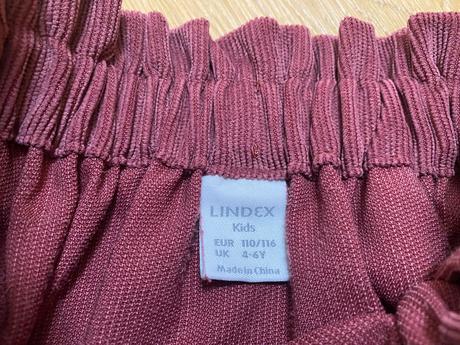 LINDEX
Kids
EUR 110/116
UK 4-6Y
Made in China